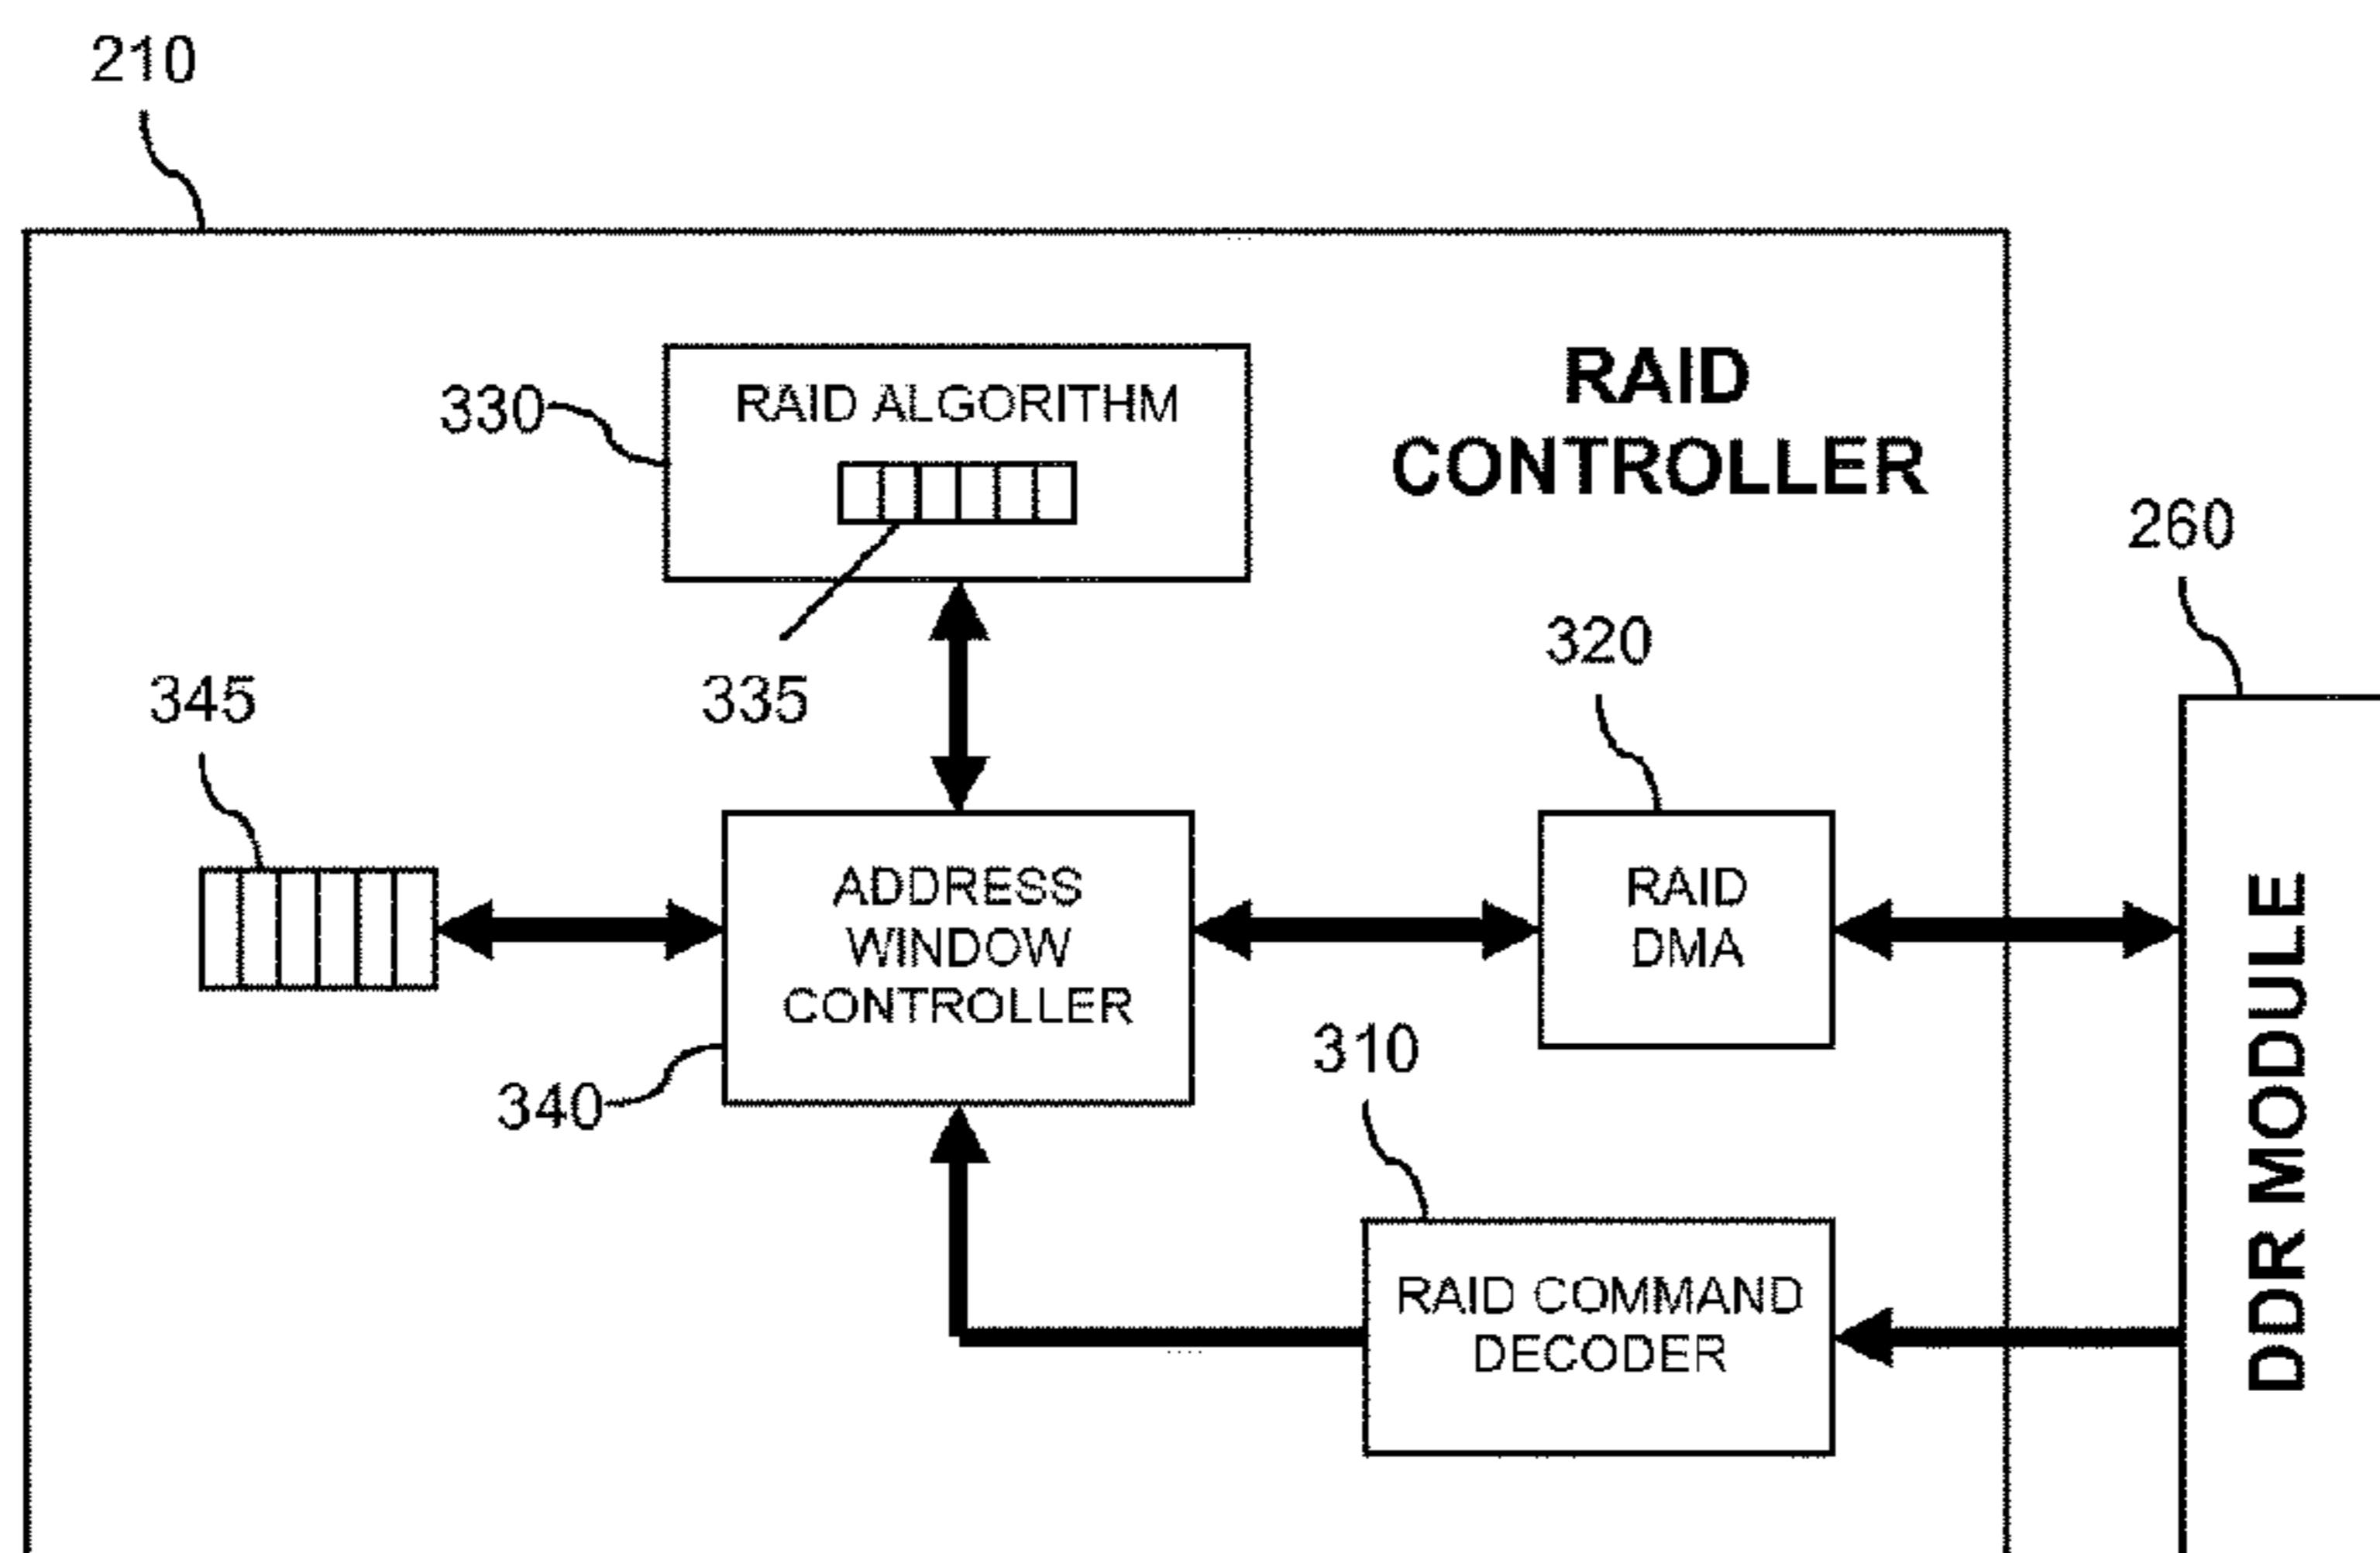 210
RAID ALGORITHM
330
335
RAID
CONTROLLER
260
345
320
ADDRESS
WINDOW
CONTROLLER
340
RAID
DMA
310
RAID COMMAND
DECODER
DDR MODULE